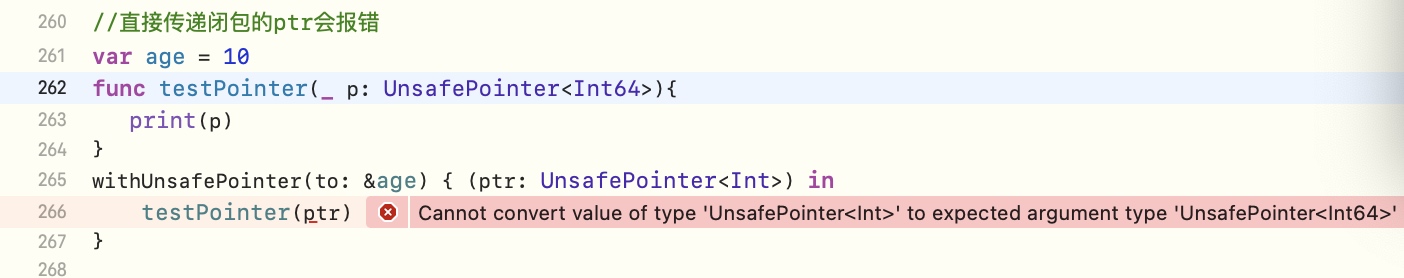 260 //直接传递闭包的ptr会报错
261 var age = 10
262 func testPointer(_ p: UnsafePointer<Int64>){
263 print(p)
264 }
265 withUnsafePointer(to: &age) { (ptr: UnsafePointer<Int>) in
266 testPointer(ptr) Cannot convert value of type 'UnsafePointer<Int>' to expected argument type 'UnsafePointer<Int64>'
267 }
268